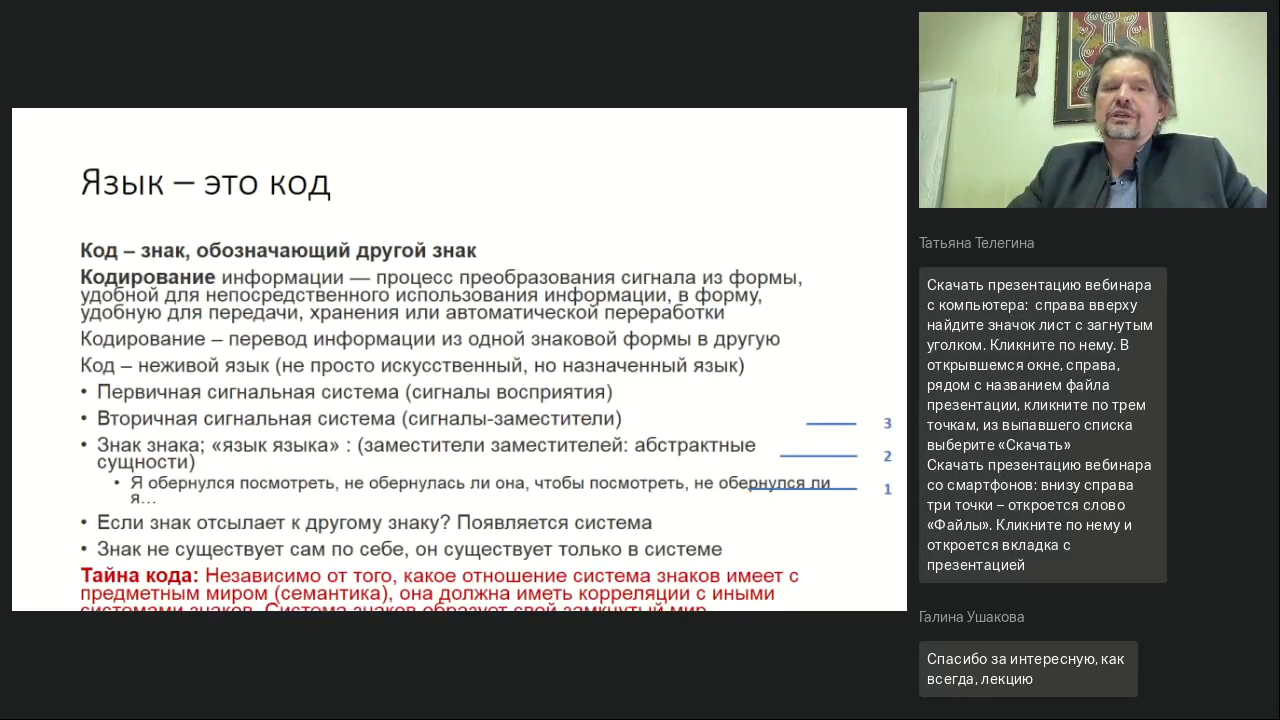 Язык – это код
Код – знак, обозначающий другой знак
Кодирование информации — процесс преобразования сигнала из формы,
удобной для непосредственного использования информации, в форму,
удобную для передачи, хранения или автоматической переработки
Кодирование – перевод информации из одной знаковой формы в другую
Код – неживой язык (не просто искусственный, но назначенный язык)
• Первичная сигнальная система (сигналы восприятия)
• Вторичная сигнальная система (сигналы-заместители)
3
• Знак знака; «язык языка» : (заместители заместителей: абстрактные
сущности)
2
• Я обернулся посмотреть, не обернулась ли она, чтобы посмотреть, не обернулся ли
я...
1
• Если знак отсылает к другому знаку? Появляется система
• Знак не существует сам по себе, он существует только в системе
Тайна кода: Независимо от того, какое отношение система знаков имеет с
предметным миром (семантика), она должна иметь корреляции с иными
системами знаков. Система знаков образует свой замкнутый мир
Татьяна Телегина
Скачать презентацию вебинара
с компьютера: справа вверху
найдите значок лист с загнутым
уголком. Кликните по нему. В
открывшемся окне, справа,
рядом с названием файла
презентации, кликните по трем
точкам, из выпавшего списка
выберите «Скачать»
Скачать презентацию вебинара
со смартфонов: внизу справа
три точки – откроется слово
«Файлы». Кликните по нему и
откроется вкладка с
презентацией
Галина Ушакова
Спасибо за интересную, как
всегда, лекцию